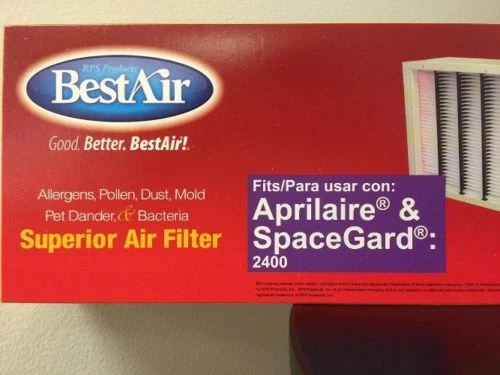 RPS Products
BestAir
Good. Better. BestAir!®
Allergens, Pollen, Dust, Mold
Pet Dander, & Bacteria
Superior Air Filter
Fits/Para usar con:
Aprilaire® &
SpaceGard®:
2400